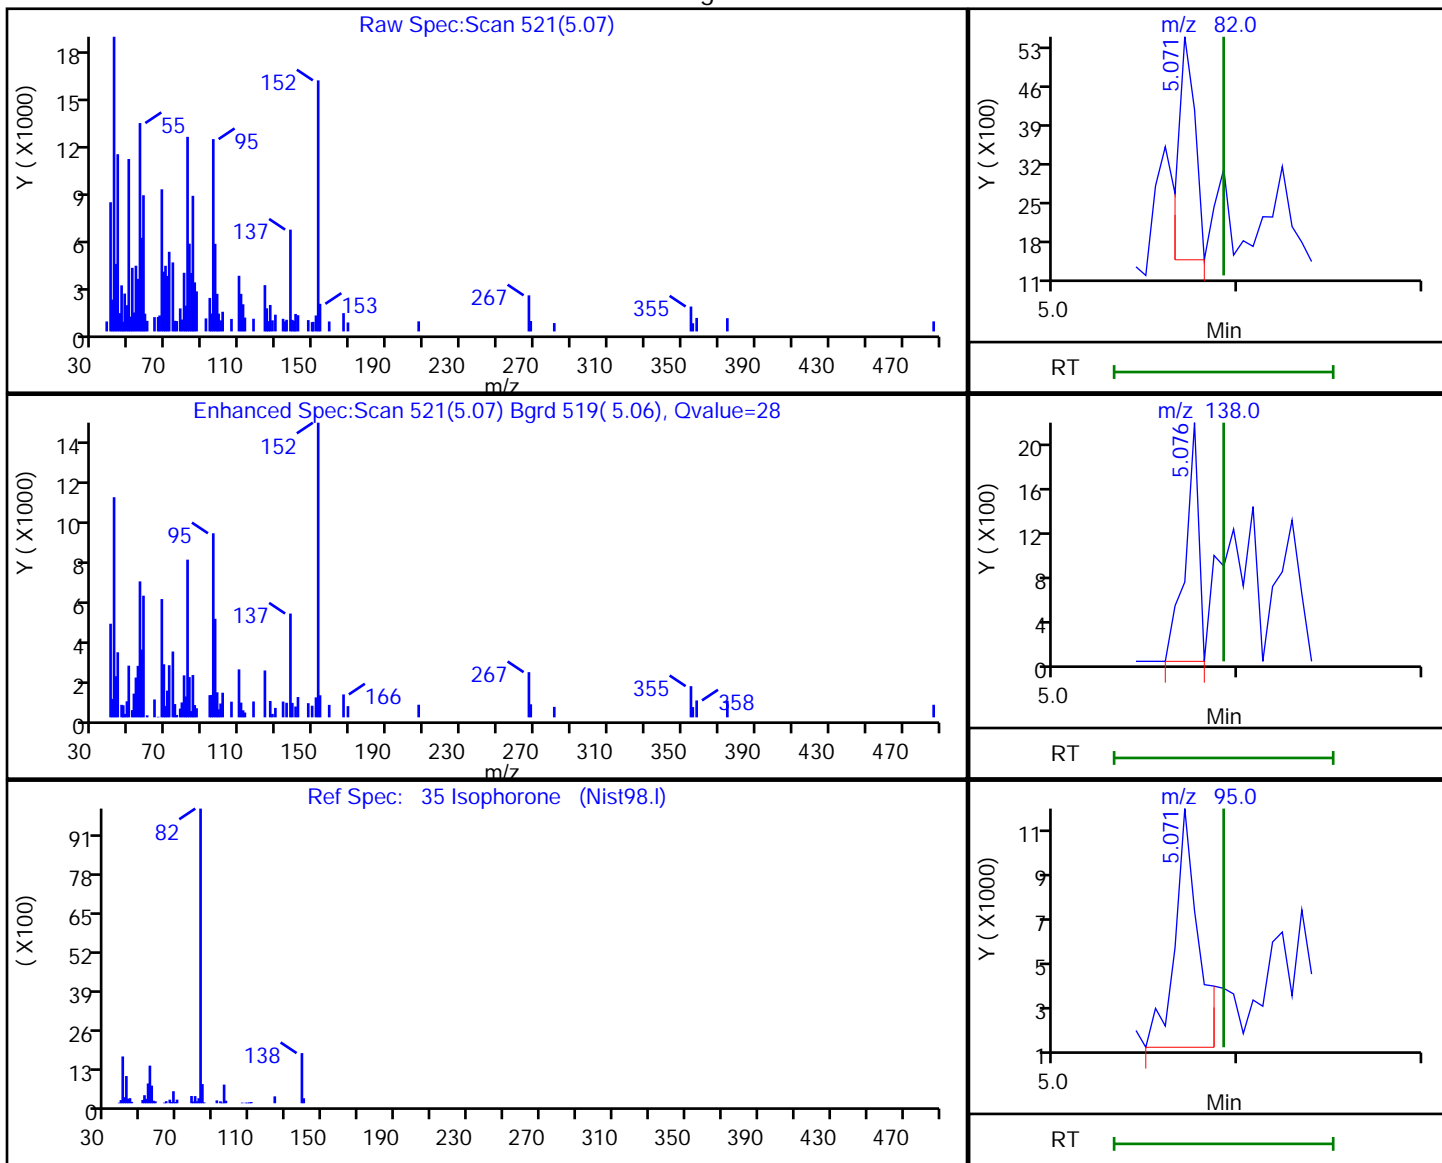 g
Raw Spec:Scan 521(5.07)
Y ( X1000)
18
15
12
9
6
3
0
152
55
95
137
153
267
355
30 70 110 150 190 230 270 310 350 390 430 470
m/z
m/z 82.0
Y ( X100)
53
46
39
32
25
18
11
5.071
5.0
Min
RT
Enhanced Spec:Scan 521(5.07) Bgrd 519( 5.06), Qvalue=28
Y ( X1000)
14
12
10
8
6
4
2
0
152
95
137
166
267
355
358
30 70 110 150 190 230 270 310 350 390 430 470
m/z
m/z 138.0
Y ( X100)
20
16
12
8
4
0
5.076
5.0
Min
RT
Ref Spec: 35 Isophorone (Nist98.l)
( X100)
91
78
65
52
39
26
13
0
82
138
30 70 110 150 190 230 270 310 350 390 430 470
m/z 95.0
Y ( X1000)
11
9
7
5
3
1
5.071
5.0
Min
RT